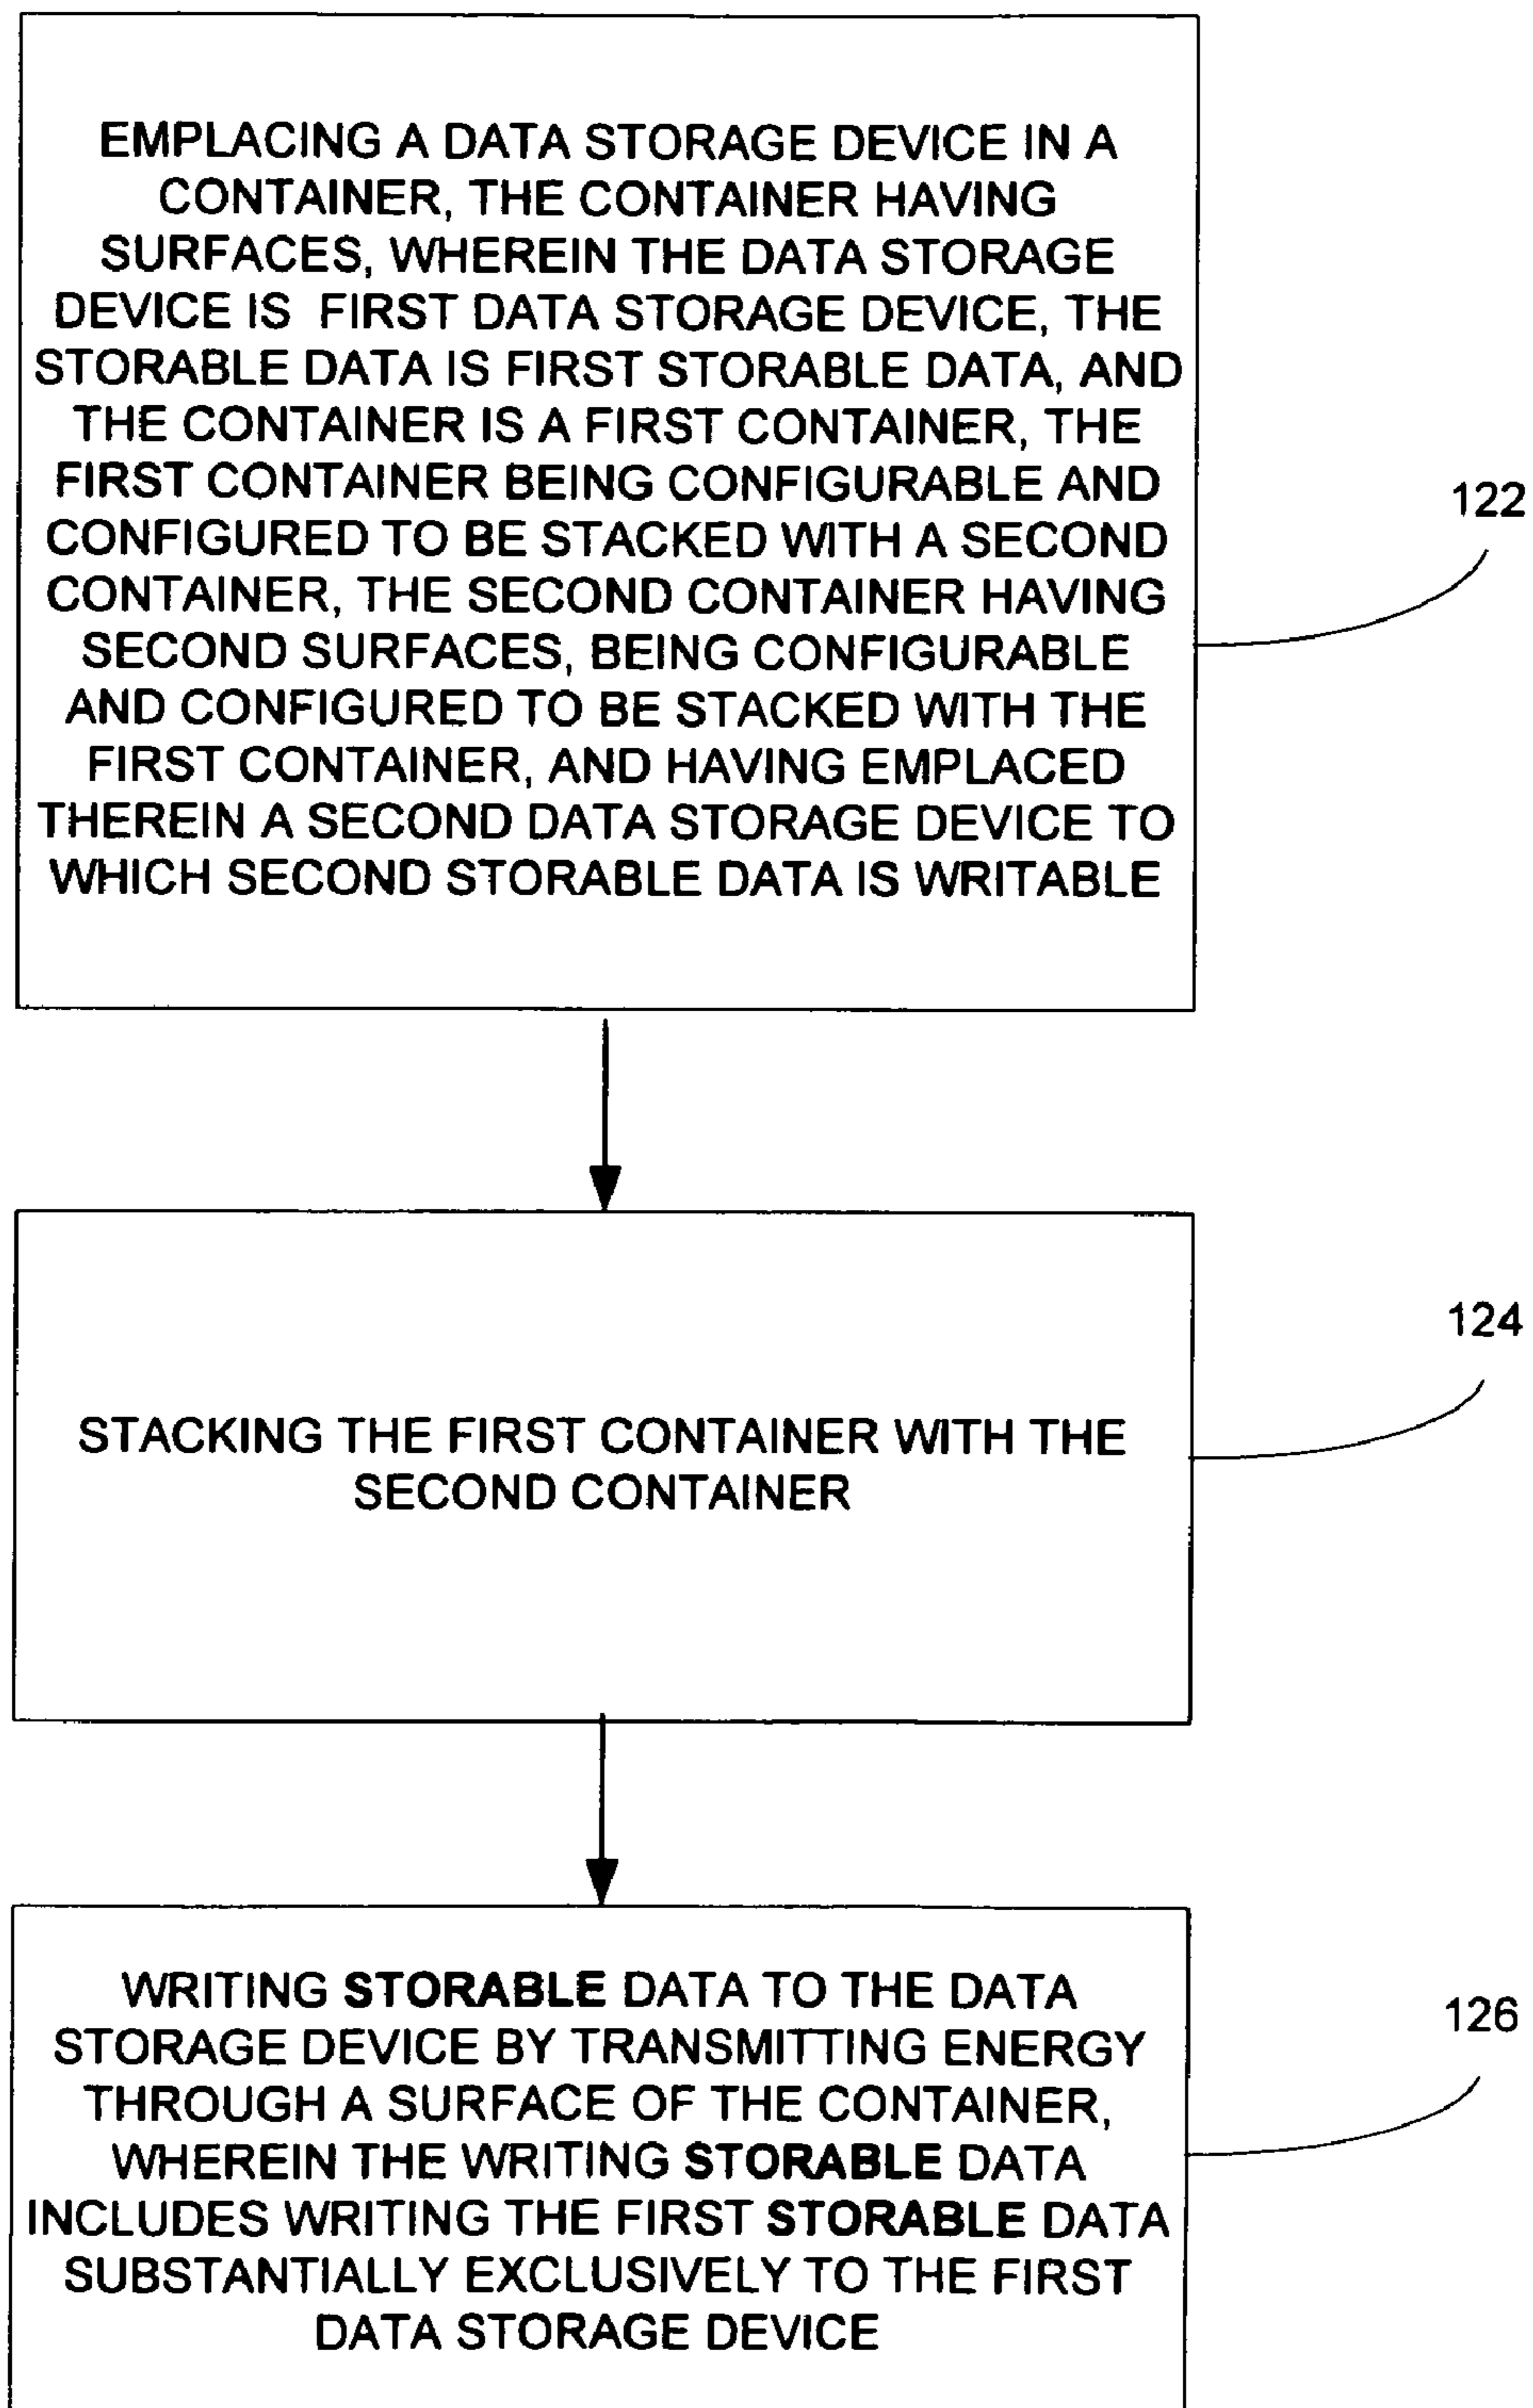 EMPLACING A DATA STORAGE DEVICE IN A
CONTAINER, THE CONTAINER HAVING
SURFACES, WHEREIN THE DATA STORAGE
DEVICE IS FIRST DATA STORAGE DEVICE, THE
STORABLE DATA IS FIRST STORABLE DATA, AND
THE CONTAINER IS A FIRST CONTAINER, THE
FIRST CONTAINER BEING CONFIGURABLE AND
CONFIGURED TO BE STACKED WITH A SECOND
CONTAINER, THE SECOND CONTAINER HAVING
SECOND SURFACES, BEING CONFIGURABLE
AND CONFIGURED TO BE STACKED WITH THE
FIRST CONTAINER, AND HAVING EMPLACED
THEREIN A SECOND DATA STORAGE DEVICE TO
WHICH SECOND STORABLE DATA IS WRITABLE
122
STACKING THE FIRST CONTAINER WITH THE
SECOND CONTAINER
124
WRITING STORABLE DATA TO THE DATA
STORAGE DEVICE BY TRANSMITTING ENERGY
THROUGH A SURFACE OF THE CONTAINER,
WHEREIN THE WRITING STORABLE DATA
INCLUDES WRITING THE FIRST STORABLE DATA
SUBSTANTIALLY EXCLUSIVELY TO THE FIRST
DATA STORAGE DEVICE
126